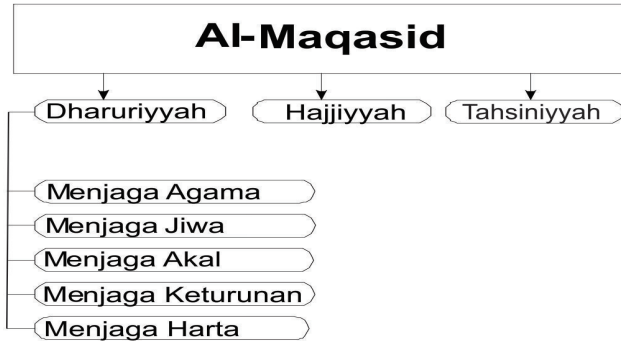 Al-Maqasid
Dharuriyyah
Hajjiyyah
Tahsiniyyah
Menjaga Agama
Menjaga Jiwa
Menjaga Akal
Menjaga Keturunan
Menjaga Harta